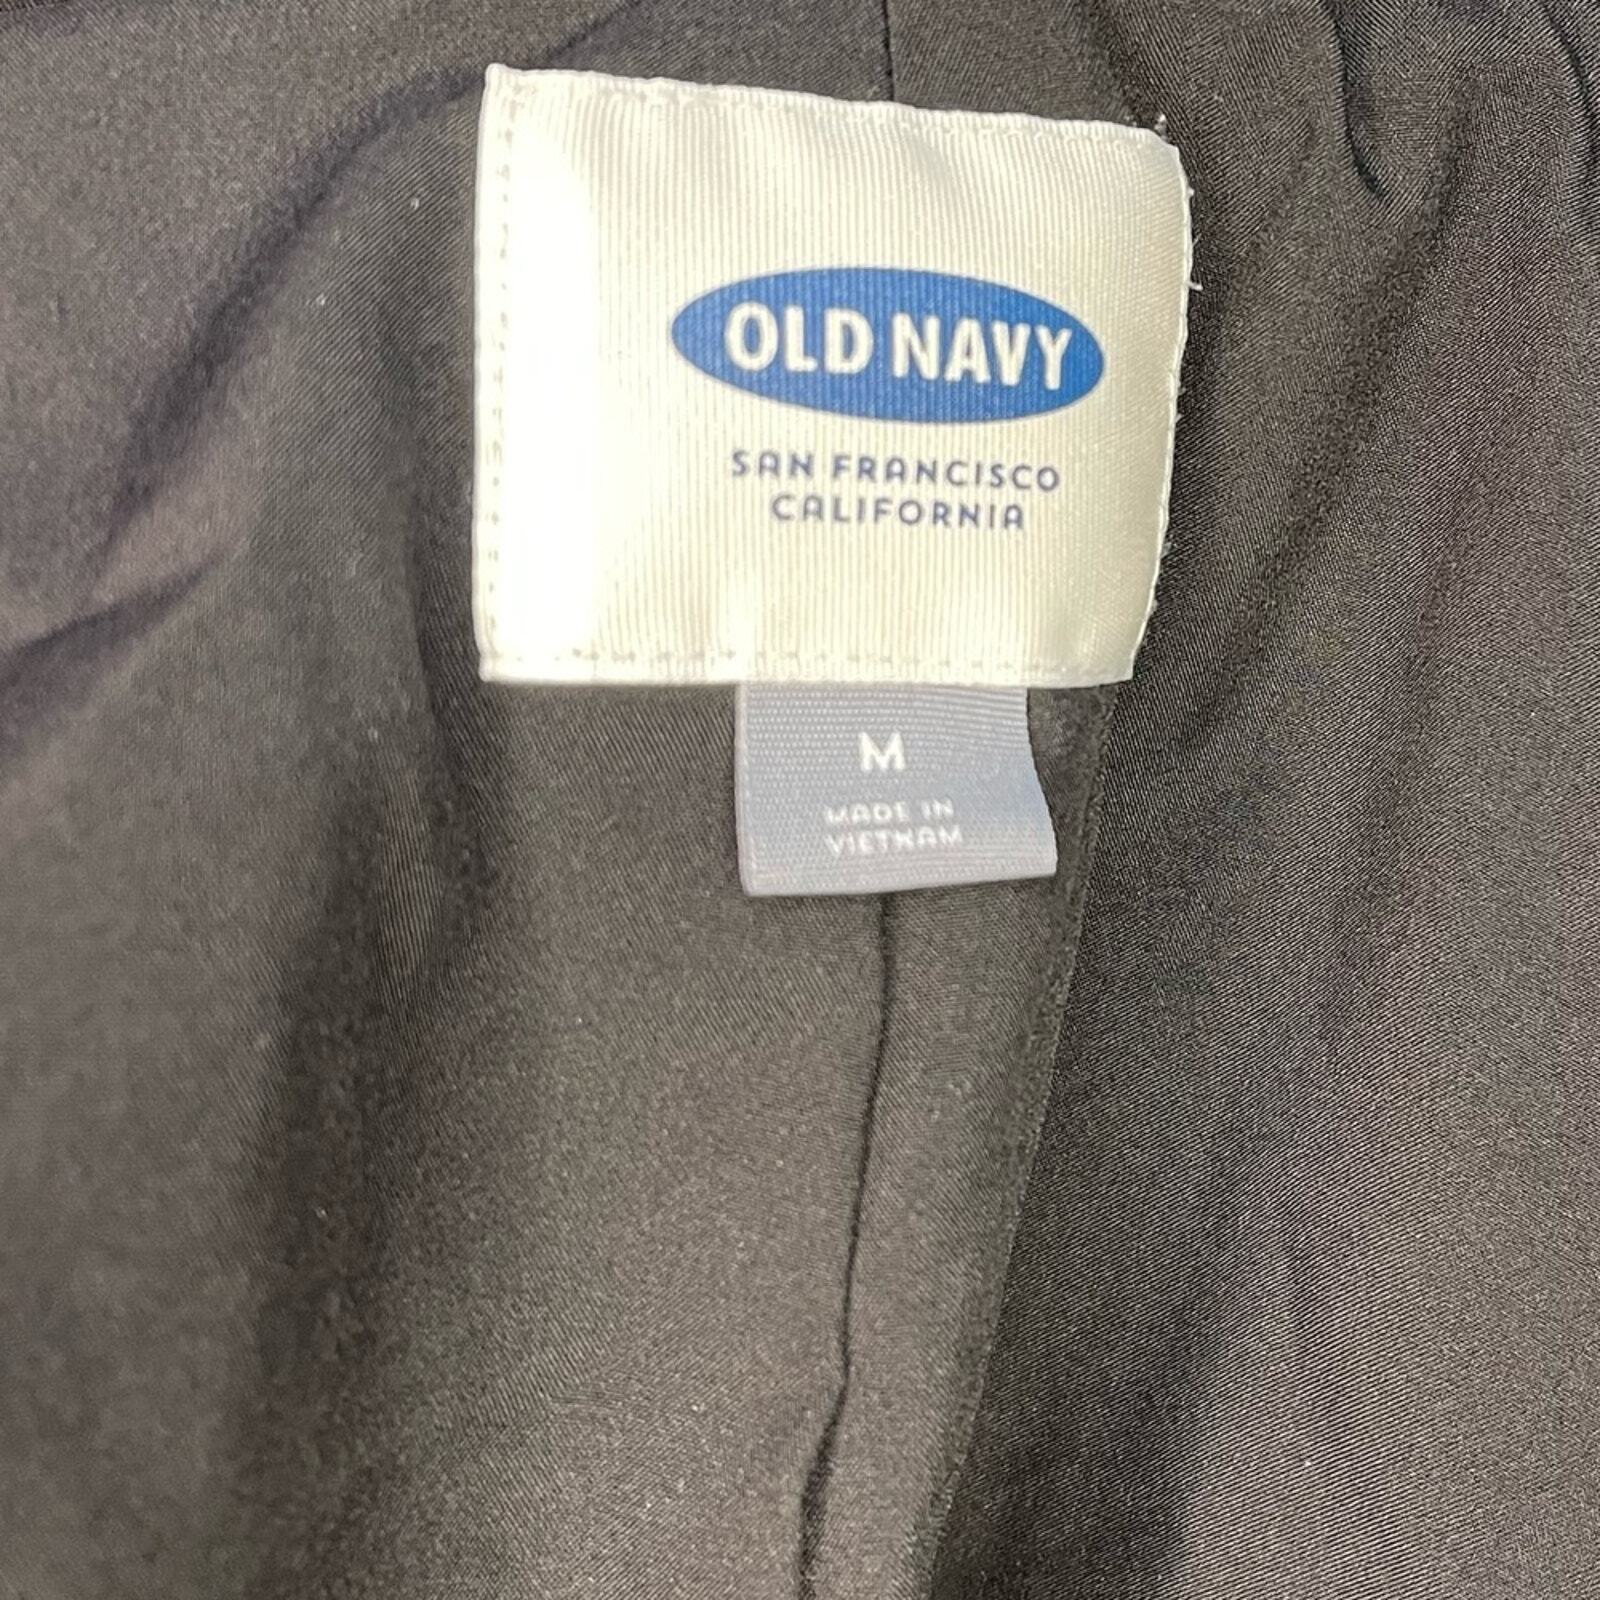 OLD NAVY
SAN FRANCISCO
CALIFORNIA
M
MADE IN
VIETNAM